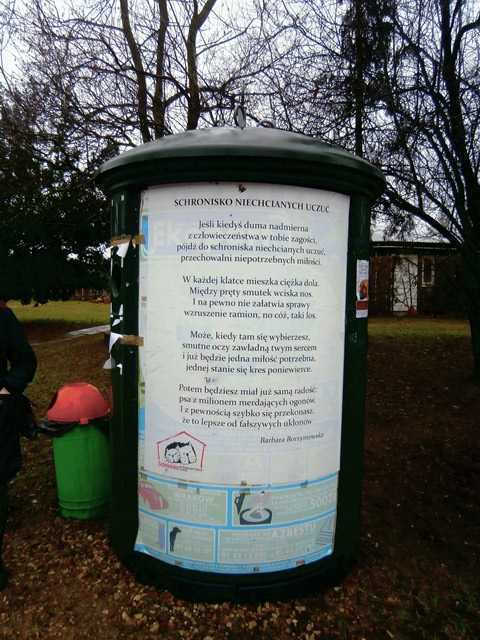 SCHRONISKO NIECHCIANYCH UCZUĆ
Jeśli kiedyś duma nadmierna
z człowieczeństwa w tobie zagości,
pójdź do schroniska niechcianych uczuć,
przechowalni niepotrzebnych miłości.
W każdej klatce mieszka ciężka dola.
Między pręty smutek wciska nos.
I na pewno nie załatwia sprawy
wzruszenie ramion, no cóż, taki los.
Może, kiedy tam się wybierzesz,
smutne oczy zawładną twym sercem
i już będzie jedna miłość potrzebna,
jednej stanie się kres poniewierce.
Potem będziesz miał już samą radość:
psa z milionem merdających ogonów.
I z pewnością szybko się przekonasz,
że to lepsze od fałszywych ukłonów
Barbara Borzymowska